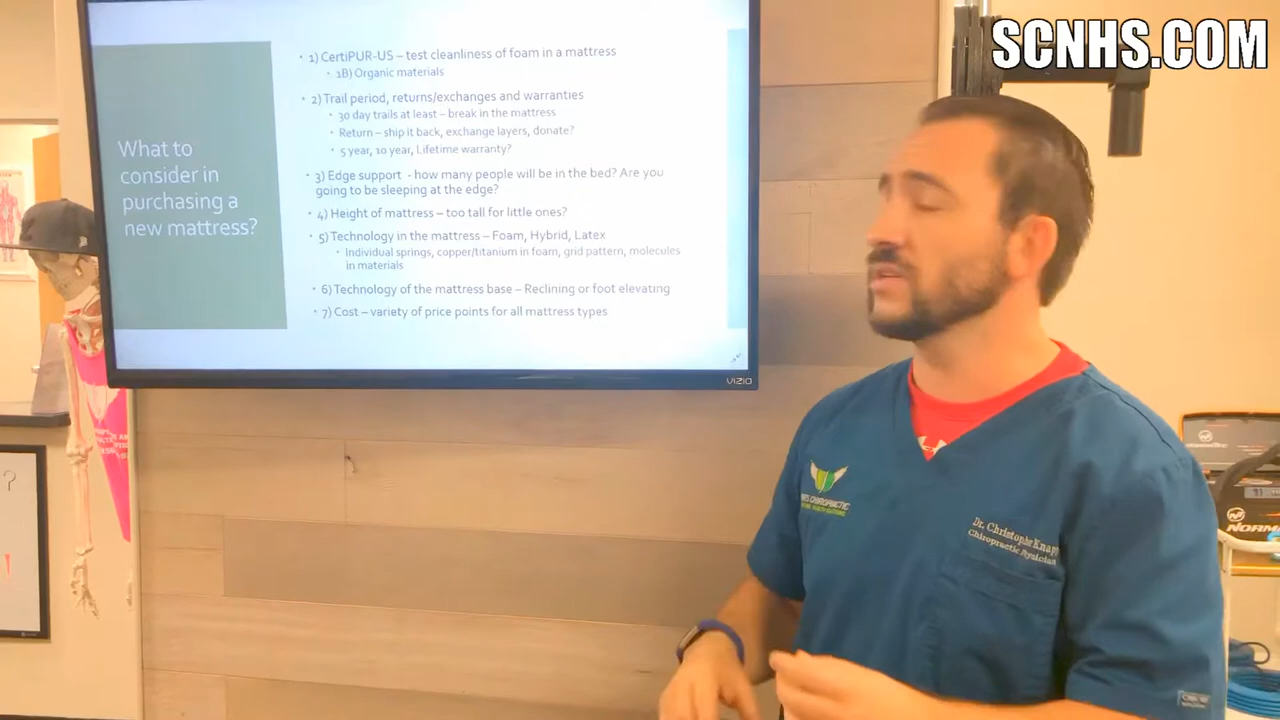 SCNHS.COM
What to
consider in
purchasing a
new mattress?
1) CertiPUR-US – test cleanliness of foam in a mattress
1B) Organic materials
2) Trail period, returns/exchanges and warranties
30 day trails at least – break in the mattress
Return – ship it back, exchange layers, donate?
5 year, 10 year, Lifetime warranty?
3) Edge support - how many people will be in the bed? Are you
going to be sleeping at the edge?
4) Height of mattress – too tall for little ones?
5) Technology in the mattress – Foam, Hybrid, Latex
Individual springs, copper/titanium in foam, grid pattern, molecules
in materials
6) Technology of the mattress base – Reclining or foot elevating
7) Cost – variety of price points for all mattress types
VIZIO
?
CHIROPRACTIC
Dr. Christopher Knapp
Chiropractic Physician
NORM